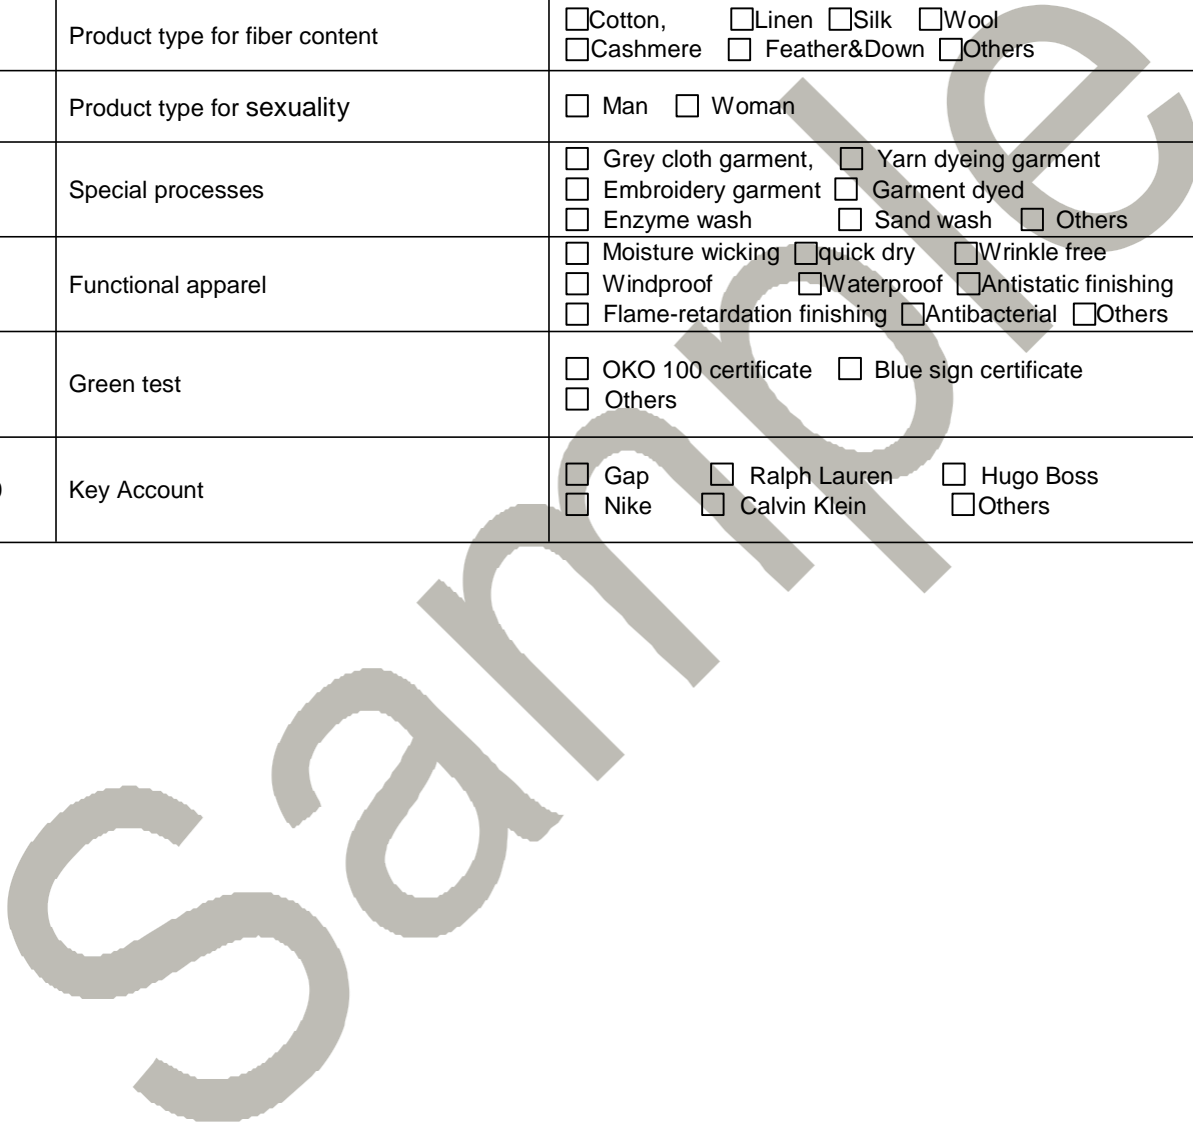 □Cotton, □Linen □Silk □Wool
Product type for fiber content
□Cashmere □ Feather&Down □Others
Product type for sexuality □ Man □ Woman
□ Grey cloth garment, □ Yarn dyeing garment
Special processes □ Embroidery garment □ Garment dyed
□ Enzyme wash □ Sand wash □ Others
□ Moisture wicking □quick dry □Wrinkle free
Functional apparel □ Windproof □Waterproof □Antistatic finishing
□ Flame-retardation finishing □Antibacterial □Others
□ OKO 100 certificate □ Blue sign certificate
Green test
□ Others
□ Gap □ Ralph Lauren □ Hugo Boss
Key Account
□ Nike □ Calvin Klein □Others
Sample